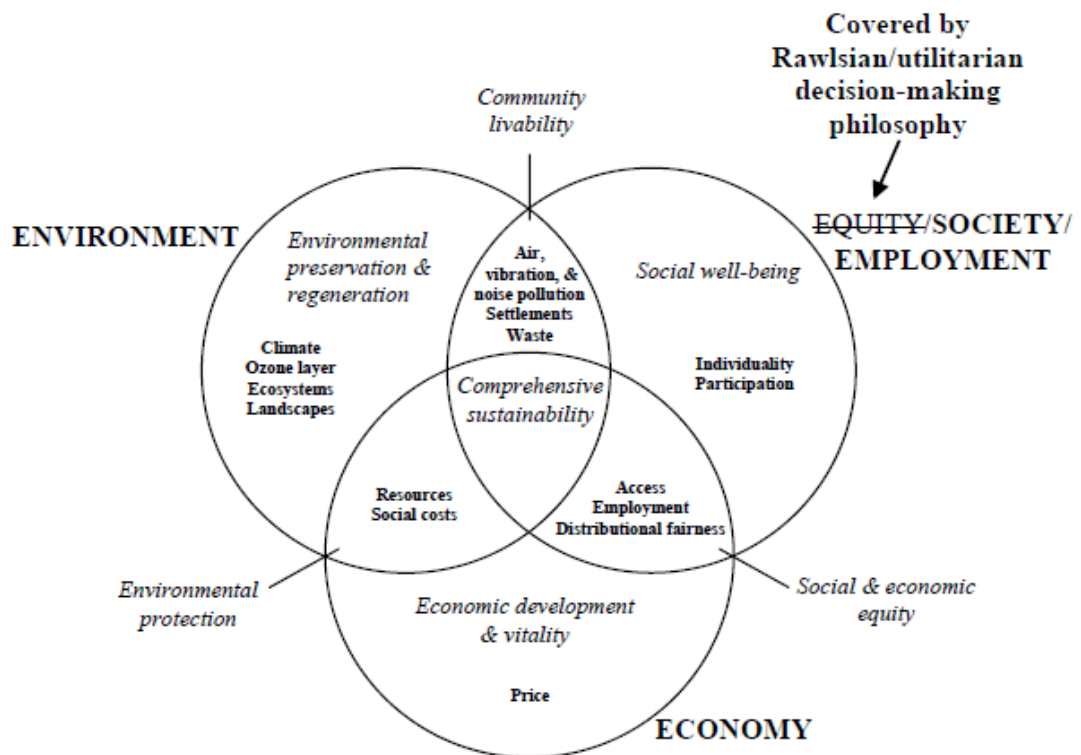 Covered by
Rawlsian/utilitarian
decision-making
philosophy
Community
livability
ENVIRONMENT
EQUITY/SOCIETY/
EMPLOYMENT
Environmental
preservation &
regeneration
Air,
vibration, &
noise pollution
Settlements
Waste
Social well-being
Climate
Ozone layer
Ecosystems
Landscapes
Individuality
Participation
Comprehensive
sustainability
Resources
Social costs
Access
Employment
Distributional fairness
Environmental
protection
Economic development
& vitality
Social & economic
equity
Price
ECONOMY